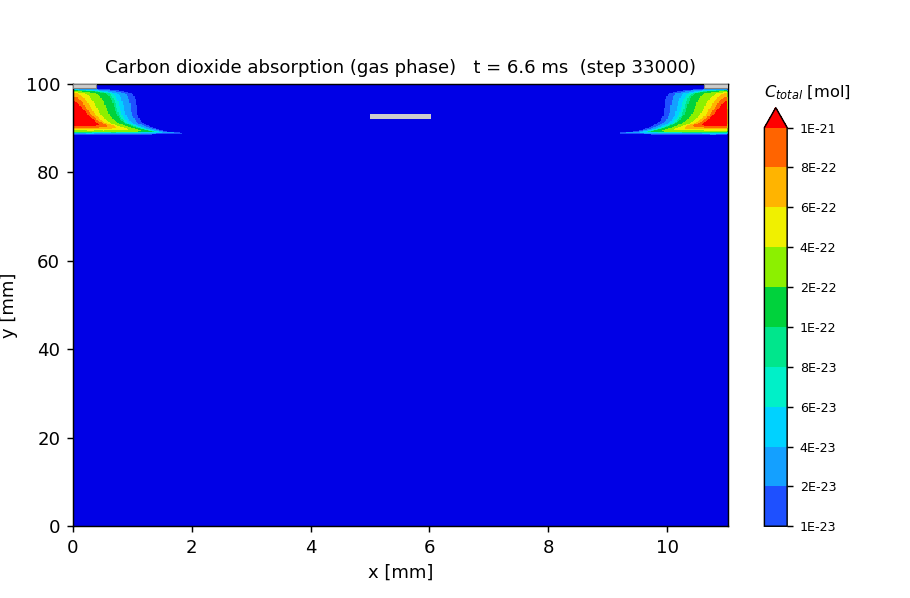 Carbon dioxide absorption (gas phase)   t = 6.6 ms  (step 33000)
C_total [mol]
100
80
60
40
20
0
y [mm]
0 2 4 6 8 10
x [mm]
1E-21
8E-22
6E-22
4E-22
2E-22
1E-22
8E-23
6E-23
4E-23
2E-23
1E-23